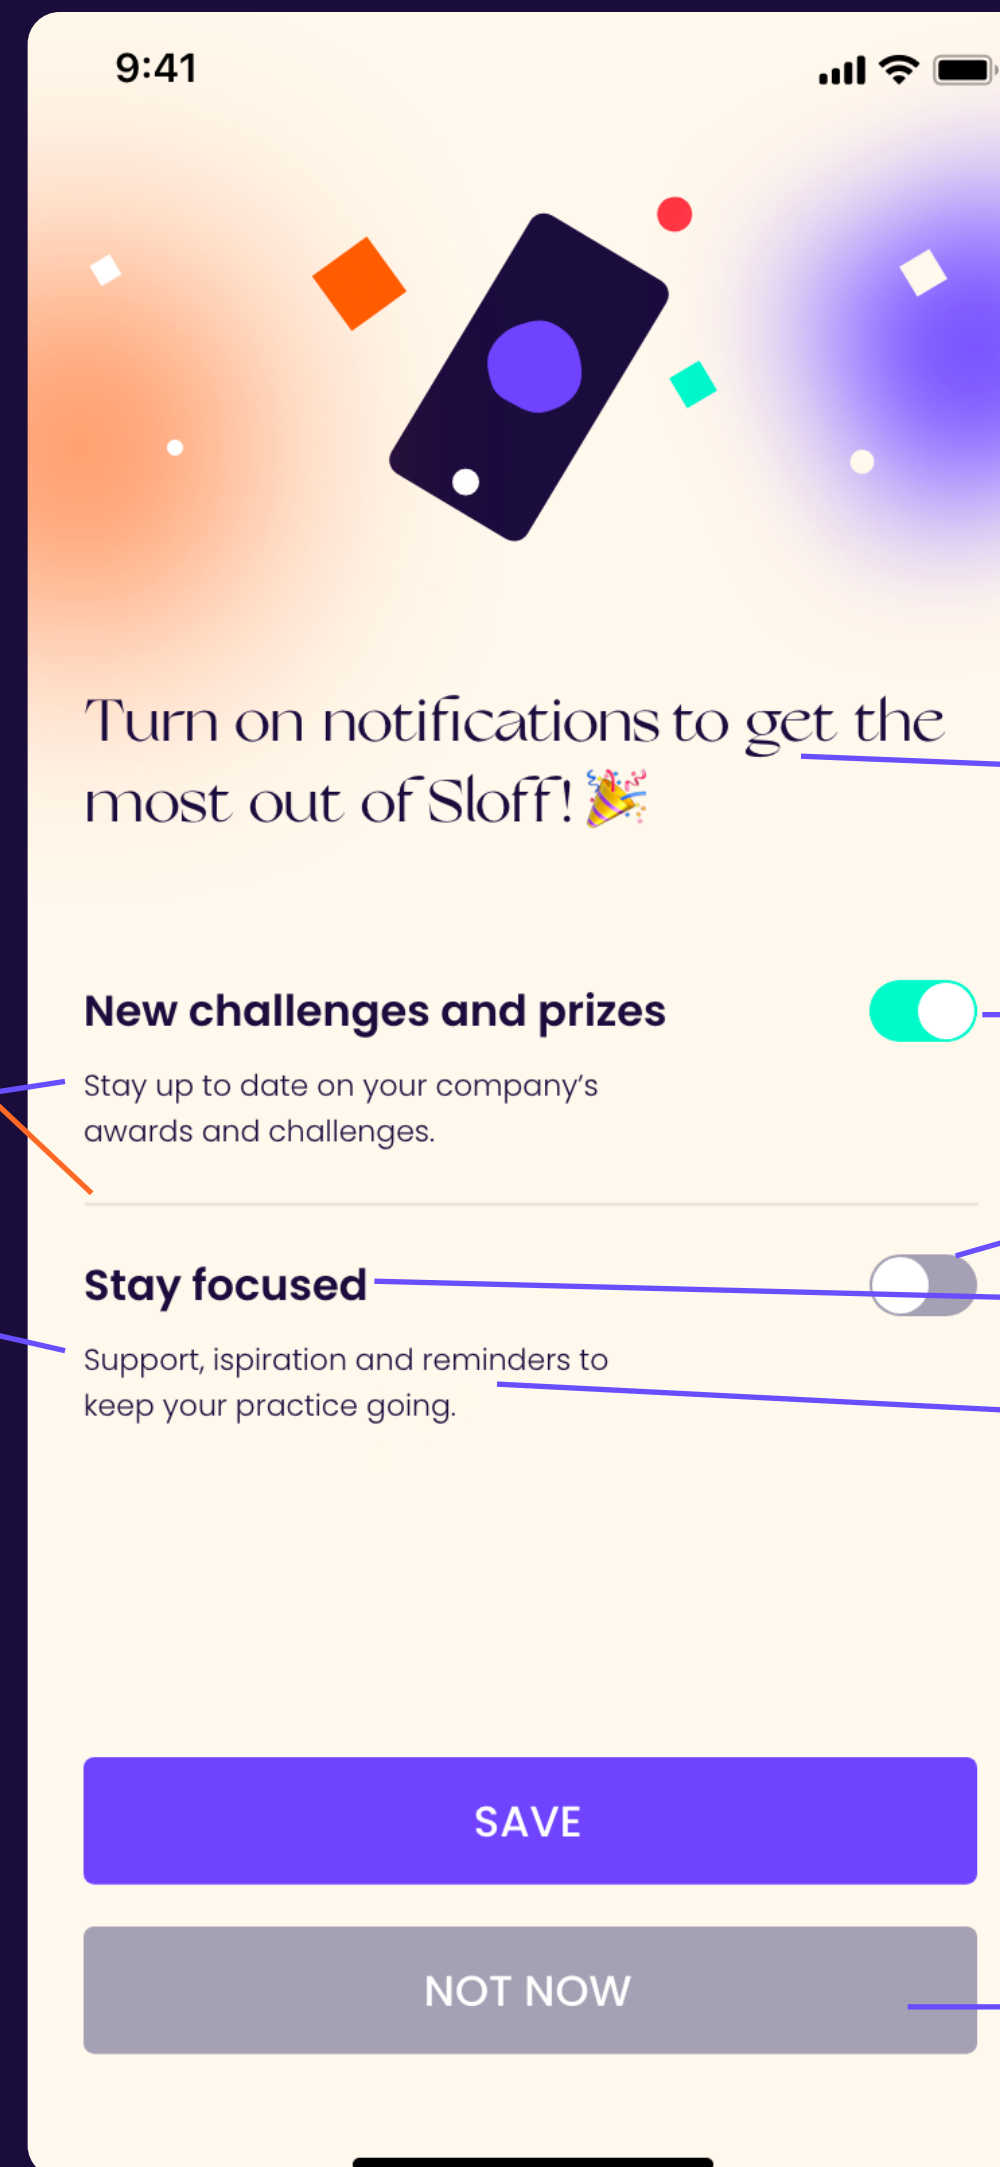 9:41
Turn on notifications to get the
most out of Sloff! 🎉
New challenges and prizes
Stay up to date on your company’s
awards and challenges.
Stay focused
Support, ispiration and reminders to
keep your practice going.
SAVE
NOT NOW